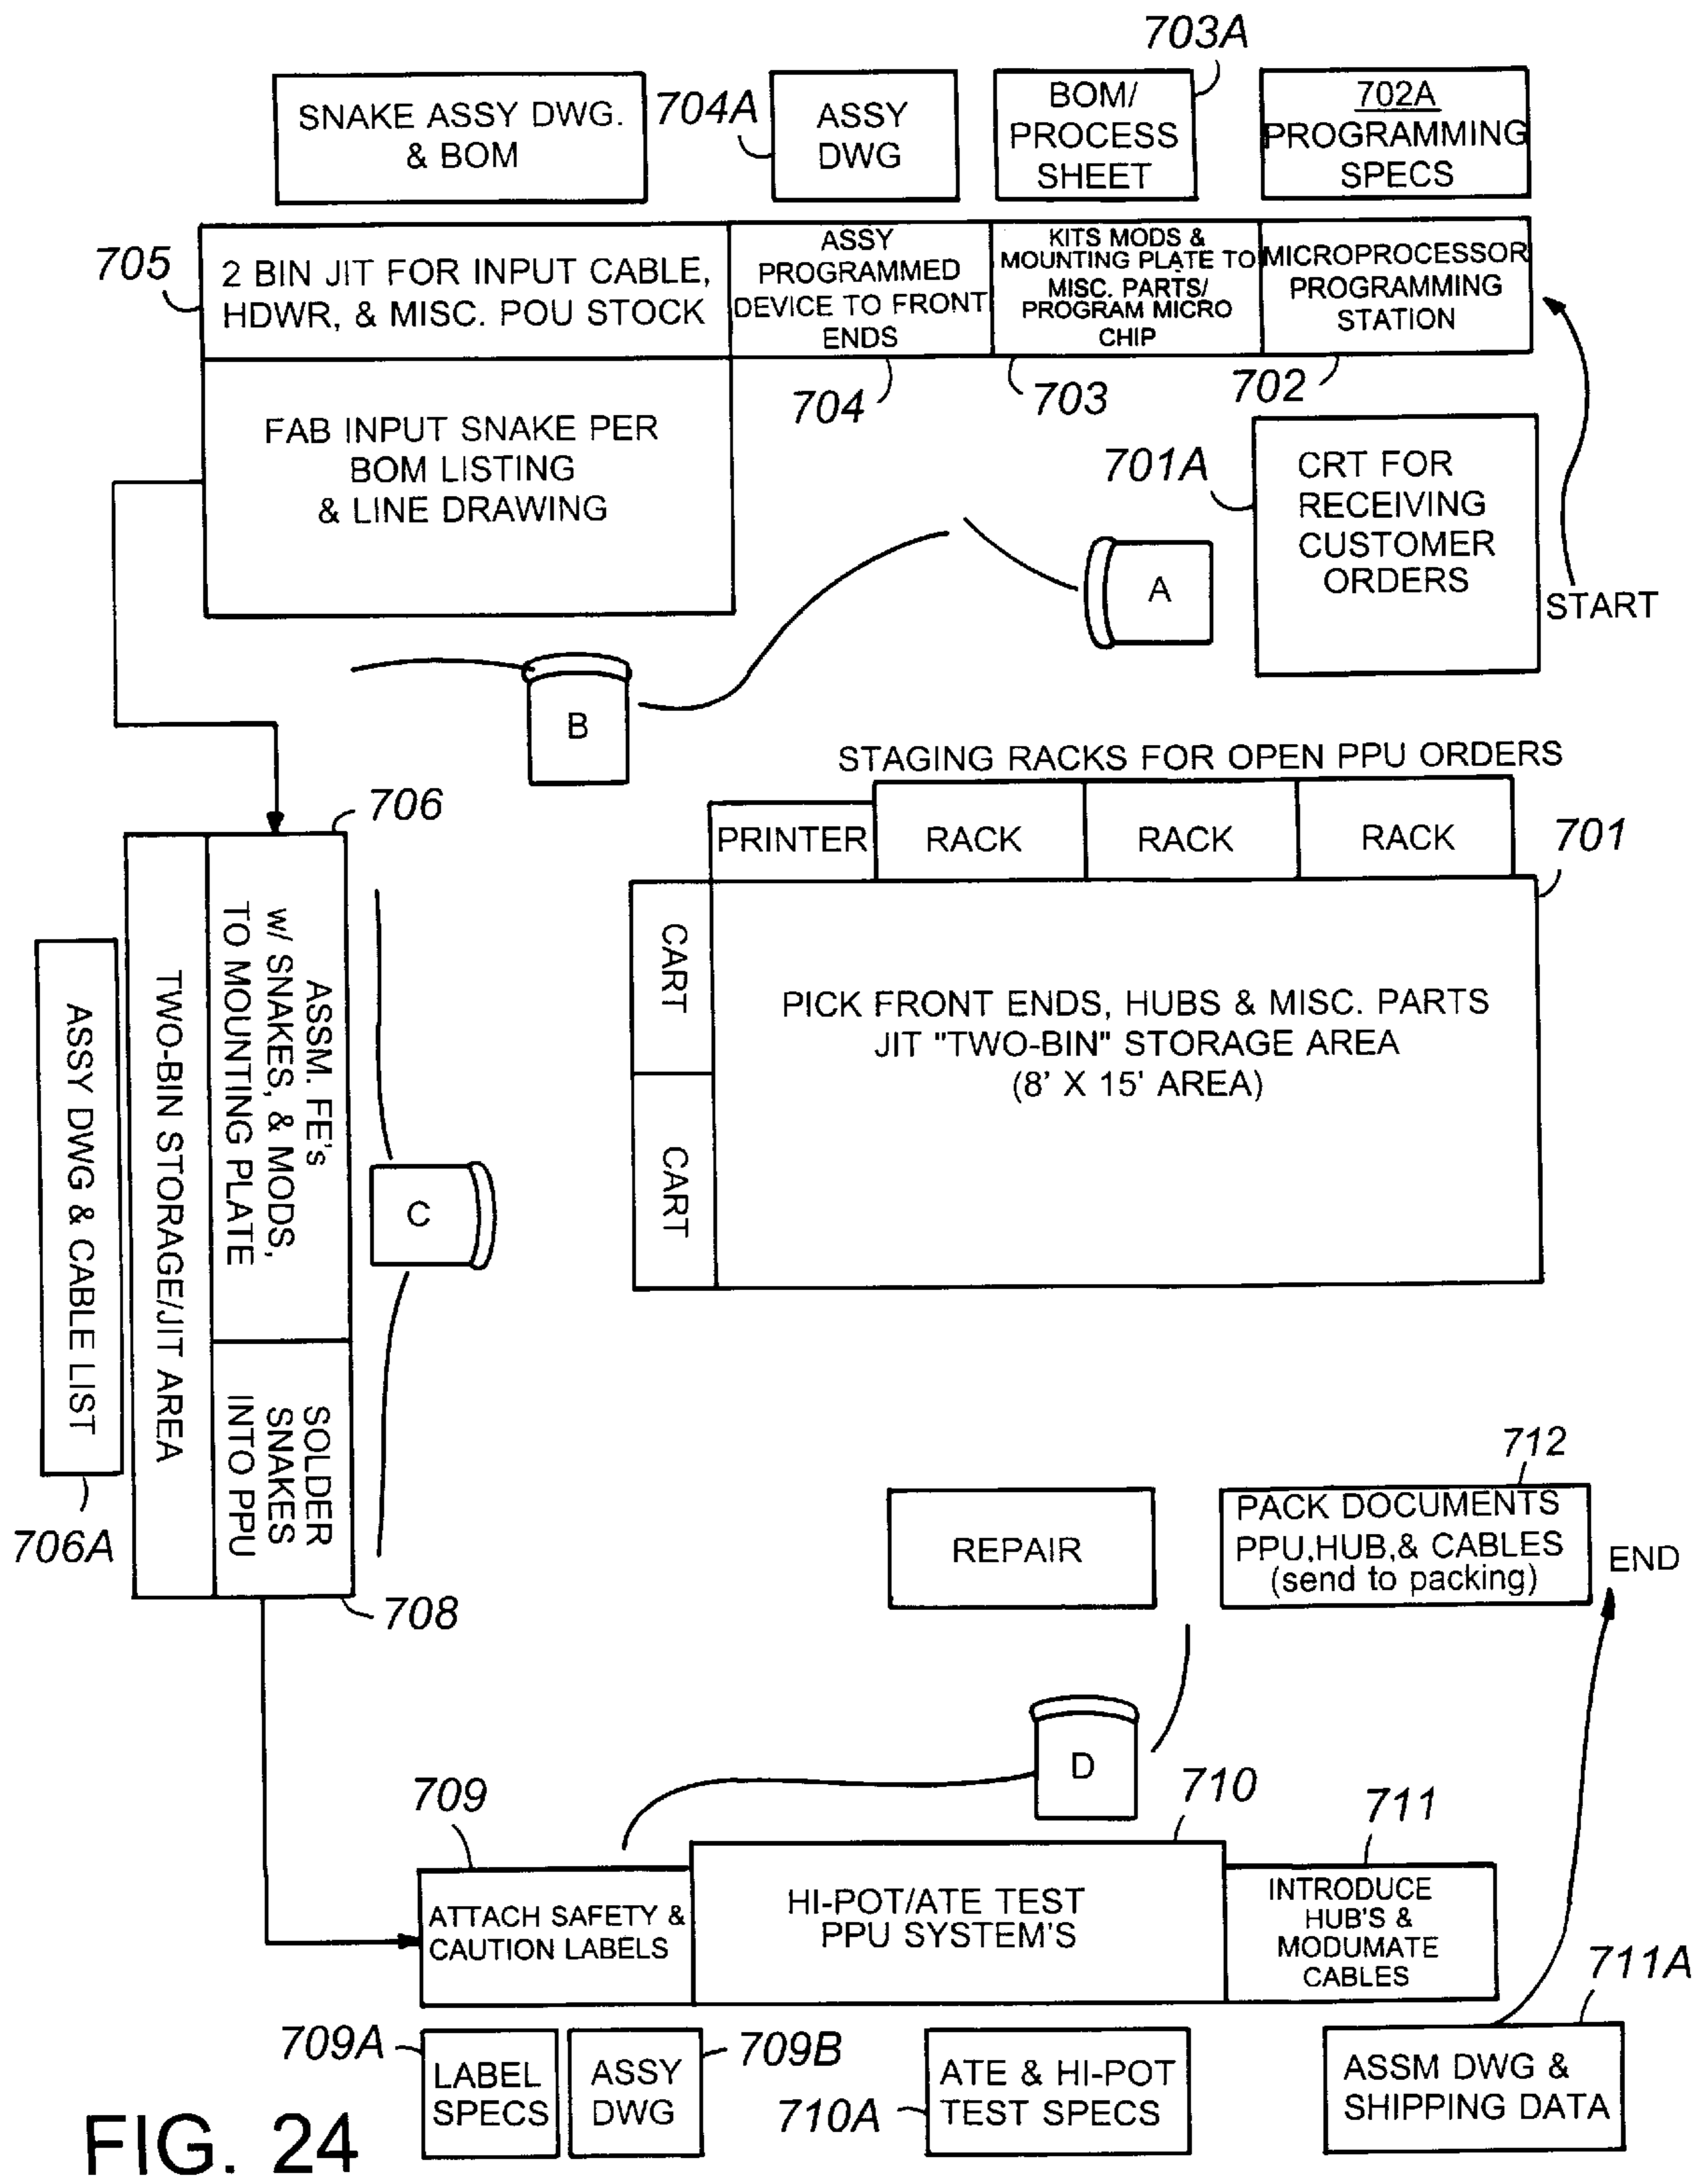 703A
SNAKE ASSY DWG.
& BOM
704A
ASSY
DWG
BOM/
PROCESS
SHEET
702A
PROGRAMMING
SPECS
705
2 BIN JIT FOR INPUT CABLE,
HDWR, & MISC. POU STOCK
ASSY
PROGRAMMED
DEVICE TO FRONT
ENDS
KITS MODS &
MOUNTING PLATE TO
MISC. PARTS/
PROGRAM MICRO
CHIP
MICROPROCESSOR
PROGRAMMING
STATION
704
703
702
FAB INPUT SNAKE PER
BOM LISTING
& LINE DRAWING
701A
CRT FOR
RECEIVING
CUSTOMER
ORDERS
START
A
B
STAGING RACKS FOR OPEN PPU ORDERS
PRINTER
RACK
RACK
RACK
701
CART
CART
PICK FRONT ENDS, HUBS & MISC. PARTS
JIT "TWO-BIN" STORAGE AREA
(8' X 15' AREA)
706
ASSM. FE's
w/ SNAKES, & MODS,
TO MOUNTING PLATE
TWO-BIN STORAGE/JIT AREA
ASSY DWG & CABLE LIST
706A
C
SOLDER
SNAKES
INTO PPU
708
REPAIR
712
PACK DOCUMENTS
PPU,HUB,& CABLES
(send to packing)
END
D
709
710
711
ATTACH SAFETY &
CAUTION LABELS
HI-POT/ATE TEST
PPU SYSTEM'S
INTRODUCE
HUB'S &
MODUMATE
CABLES
711A
709A
LABEL
SPECS
ASSY
DWG
709B
710A
ATE & HI-POT
TEST SPECS
ASSM DWG &
SHIPPING DATA
FIG. 24